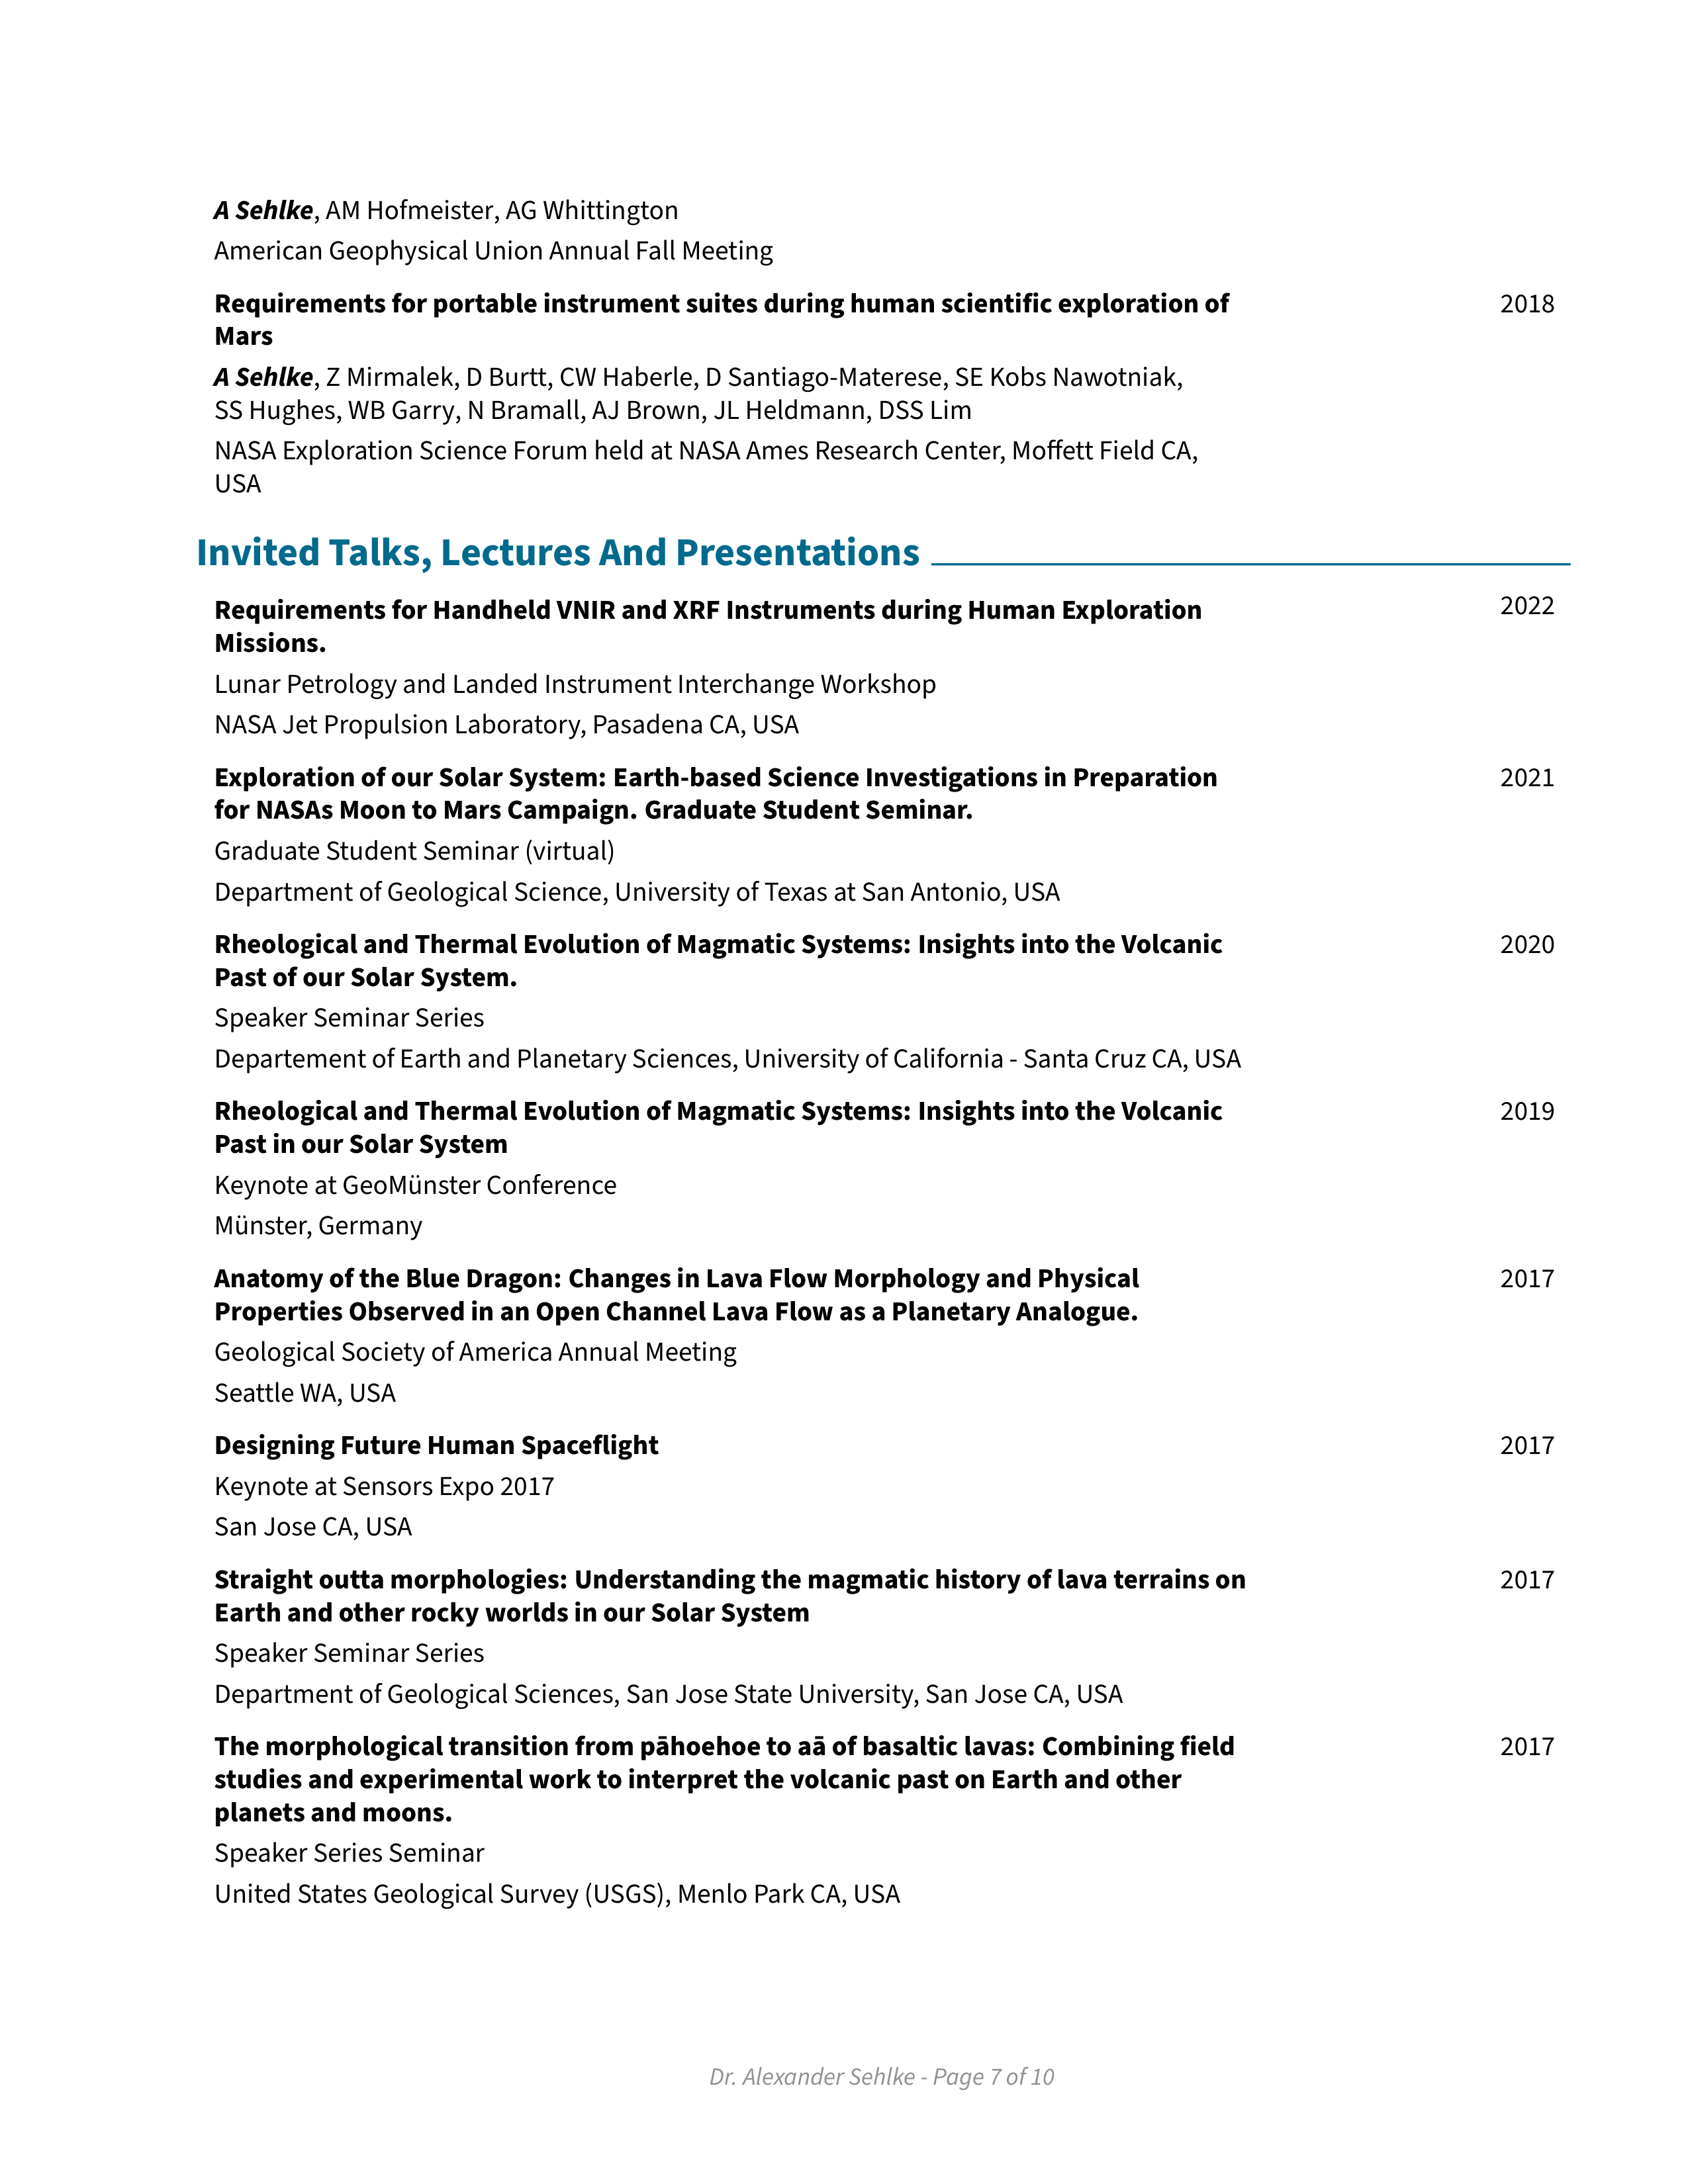 A Sehlke, AM Hofmeister, AG Whittington
American Geophysical Union Annual Fall Meeting
Requirements for portable instrument suites during human scientific exploration of
2018
Mars
A Sehlke, Z Mirmalek, D Burtt, CW Haberle, D Santiago-Materese, SE Kobs Nawotniak,
SS Hughes, WB Garry, N Bramall, AJ Brown, JL Heldmann, DSS Lim
NASA Exploration Science Forum held at NASA Ames Research Center, Moffett Field CA,
USA
Invited Talks, Lectures And Presentations
Requirements for Handheld VNIR and XRF Instruments during Human Exploration
2022
Missions.
Lunar Petrology and Landed Instrument Interchange Workshop
NASA Jet Propulsion Laboratory, Pasadena CA, USA
Exploration of our Solar System: Earth-based Science Investigations in Preparation
2021
for NASAs Moon to Mars Campaign. Graduate Student Seminar.
Graduate Student Seminar (virtual)
Department of Geological Science, University of Texas at San Antonio, USA
Rheological and Thermal Evolution of Magmatic Systems: Insights into the Volcanic
2020
Past of our Solar System.
Speaker Seminar Series
Departement of Earth and Planetary Sciences, University of California - Santa Cruz CA, USA
Rheological and Thermal Evolution of Magmatic Systems: Insights into the Volcanic
2019
Past in our Solar System
Keynote at GeoMünster Conference
Münster, Germany
Anatomy of the Blue Dragon: Changes in Lava Flow Morphology and Physical
2017
Properties Observed in an Open Channel Lava Flow as a Planetary Analogue.
Geological Society of America Annual Meeting
Seattle WA, USA
Designing Future Human Spaceflight
2017
Keynote at Sensors Expo 2017
San Jose CA, USA
Straight outta morphologies: Understanding the magmatic history of lava terrains on
2017
Earth and other rocky worlds in our Solar System
Speaker Seminar Series
Department of Geological Sciences, San Jose State University, San Jose CA, USA
The morphological transition from pāhoehoe to aā of basaltic lavas: Combining field
2017
studies and experimental work to interpret the volcanic past on Earth and other
planets and moons.
Speaker Series Seminar
United States Geological Survey (USGS), Menlo Park CA, USA
Dr. Alexander Sehlke - Page 7 of 10